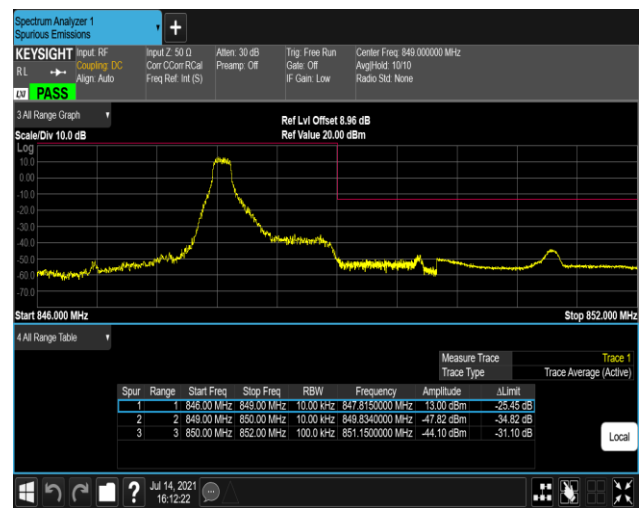 Spectrum Analyzer 1
Spurious Emissions
+
KEYSIGHT Input: RF Input Z: 50 Ω Atten: 30 dB Trig: Free Run Center Freq: 849.000000 MHz
RL Coupling: DC Corr CCorr RCal Preamp: Off Gate: Off Avg|Hold: 10/10
Align: Auto Freq Ref: Int (S) IF Gain: Low Radio Std: None
LXI PASS
3 All Range Graph Ref Lvl Offset 8.96 dB
Scale/Div 10.0 dB Ref Value 20.00 dBm
Log
10.0
0.00
-10.0
-20.0
-30.0
-40.0
-50.0
-60.0
-70.0
Start 846.000 MHz Stop 852.000 MHz
4 All Range Table
Measure Trace Trace 1
Trace Type Trace Average (Active)
Spur Range Start Freq Stop Freq RBW Frequency Amplitude ΔLimit
1 1 846.00 MHz 849.00 MHz 10.00 kHz 847.8150000 MHz 13.00 dBm -25.45 dB
2 2 849.00 MHz 850.00 MHz 10.00 kHz 849.8340000 MHz -47.82 dBm -34.82 dB
3 3 850.00 MHz 852.00 MHz 100.0 kHz 851.1500000 MHz -44.10 dBm -31.10 dB
Local
? Jul 14, 2021
16:12:22